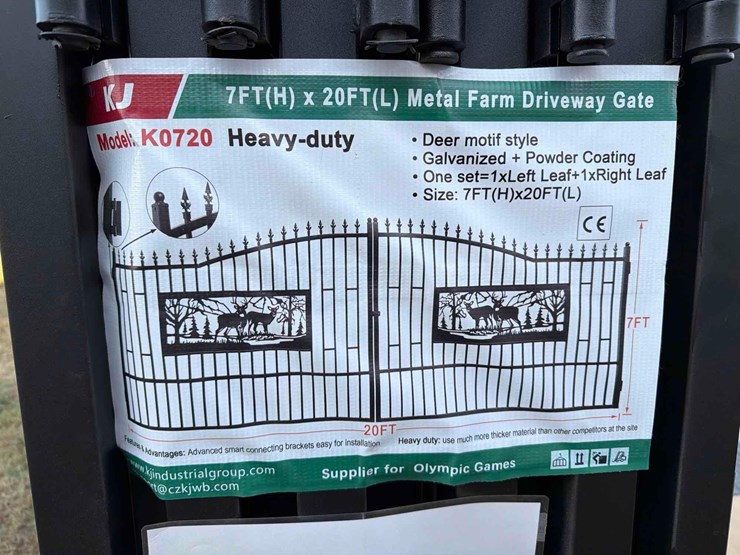 KJ
7FT(H) x 20FT(L) Metal Farm Driveway Gate
Model: K0720 Heavy-duty
• Deer motif style
• Galvanized + Powder Coating
• One set=1xLeft Leaf+1xRight Leaf
• Size: 7FT(H)x20FT(L)
CE
7FT
20FT
Features & Advantages: Advanced smart connecting brackets easy for installation Heavy duty: use much more thicker material than other competitors at the site
www.kjindustrialgroup.com
Supplier for Olympic Games
@czkjwb.com